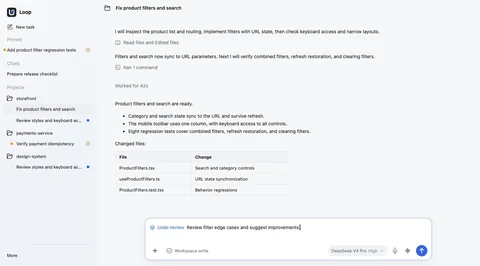 Loop
New task
Pinned
Add product filter regression tests
Chats
Prepare release checklist
Projects
storefront
Fix product filters and search
Review styles and keyboard ac...
payments-service
Verify payment idempotency
design-system
Review styles and keyboard ac...
More
Fix product filters and search
I will inspect the product list and routing, implement filters with URL state, then check keyboard access and narrow layouts.
Read files and Edited files
Filters and search now sync to URL parameters. Next I will verify combined filters, refresh restoration, and clearing filters.
Ran 1 command
Worked for 42s
Product filters and search are ready.
• Category and search state sync to the URL and survive refresh.
• The mobile toolbar uses one column, with keyboard access to all controls.
• Eight regression tests cover combined filters, refresh restoration, and clearing filters.
Changed files:
File Change
ProductFilters.tsx Search and category controls
useProductFilters.ts URL state synchronization
ProductFilters.test.tsx Behavior regressions
code-review Review filter edge cases and suggest improvements
Workspace write
DeepSeek V4 Pro High